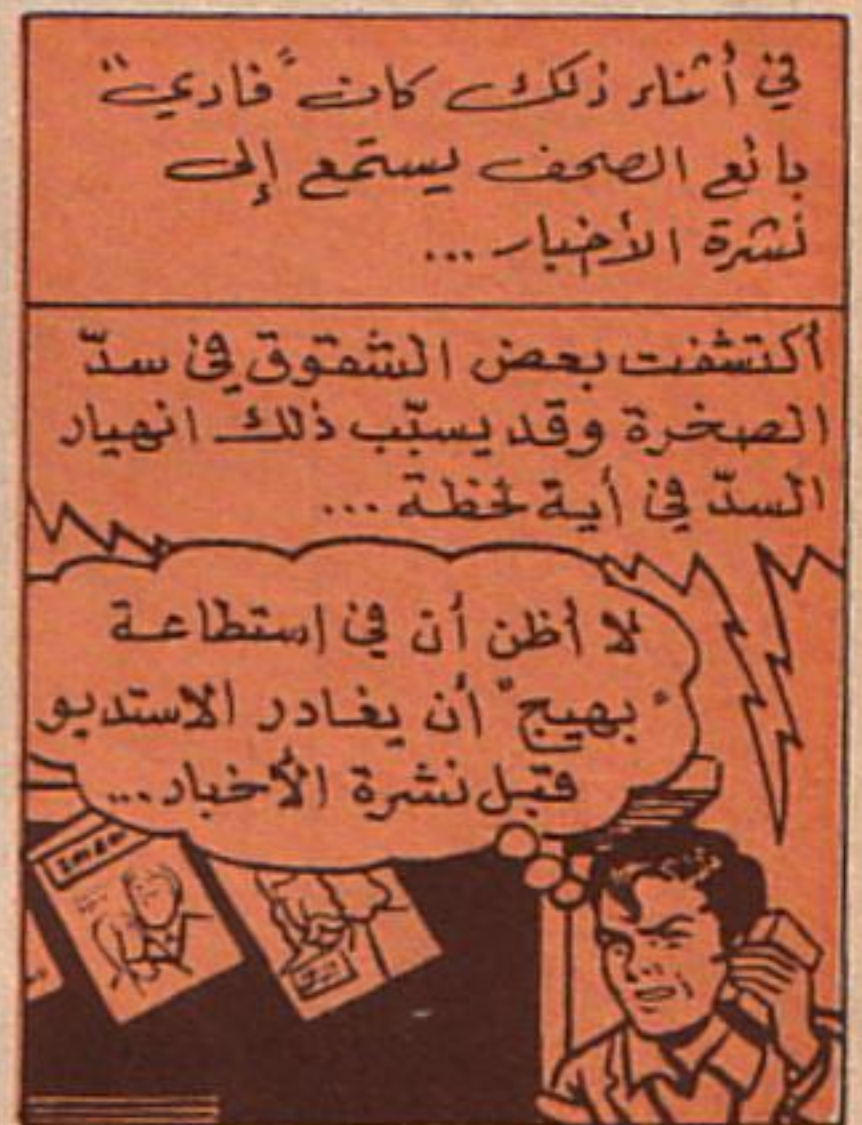 في أثناء ذلك كان "فادي"
بائع الصحف يستمع إلى
نشرة الأخبار ...
أكتشفت بعض الشقوق في سدّ
الصخرة وقد يسبّب ذلك انهيار
السدّ في أية لحظة ...
لا أظن أن في إستطاعة
"بهيج" أن يغادر الاستديو
قبل نشرة الأخبار ...